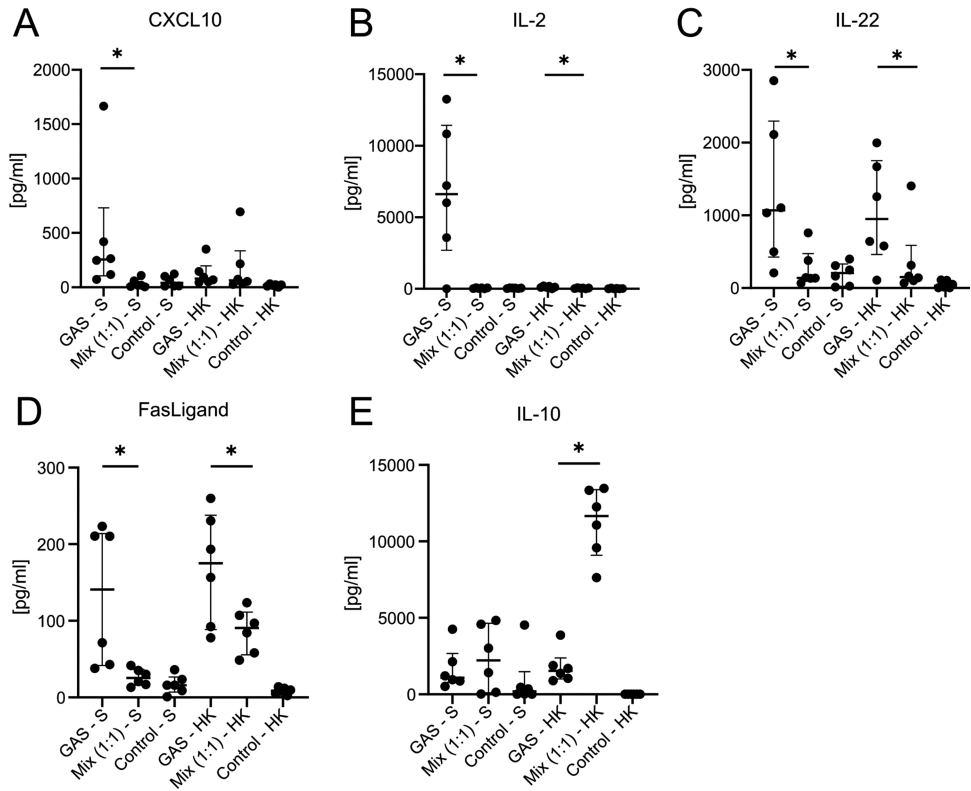 A
CXCL10
*
[pg/ml]
2000
1500
1000
500
0
GAS - S
Mix (1:1) - S
Control - S
GAS - HK
Mix (1:1) - HK
Control - HK
B
IL-2
* *
[pg/ml]
15000
10000
5000
0
GAS - S
Mix (1:1) - S
Control - S
GAS - HK
Mix (1:1) - HK
Control - HK
C
IL-22
* *
[pg/ml]
3000
2000
1000
0
GAS - S
Mix (1:1) - S
Control - S
GAS - HK
Mix (1:1) - HK
Control - HK
D
FasLigand
* *
[pg/ml]
300
200
100
0
GAS - S
Mix (1:1) - S
Control - S
GAS - HK
Mix (1:1) - HK
Control - HK
E
IL-10
*
[pg/ml]
15000
10000
5000
0
GAS - S
Mix (1:1) - S
Control - S
GAS - HK
Mix (1:1) - HK
Control - HK